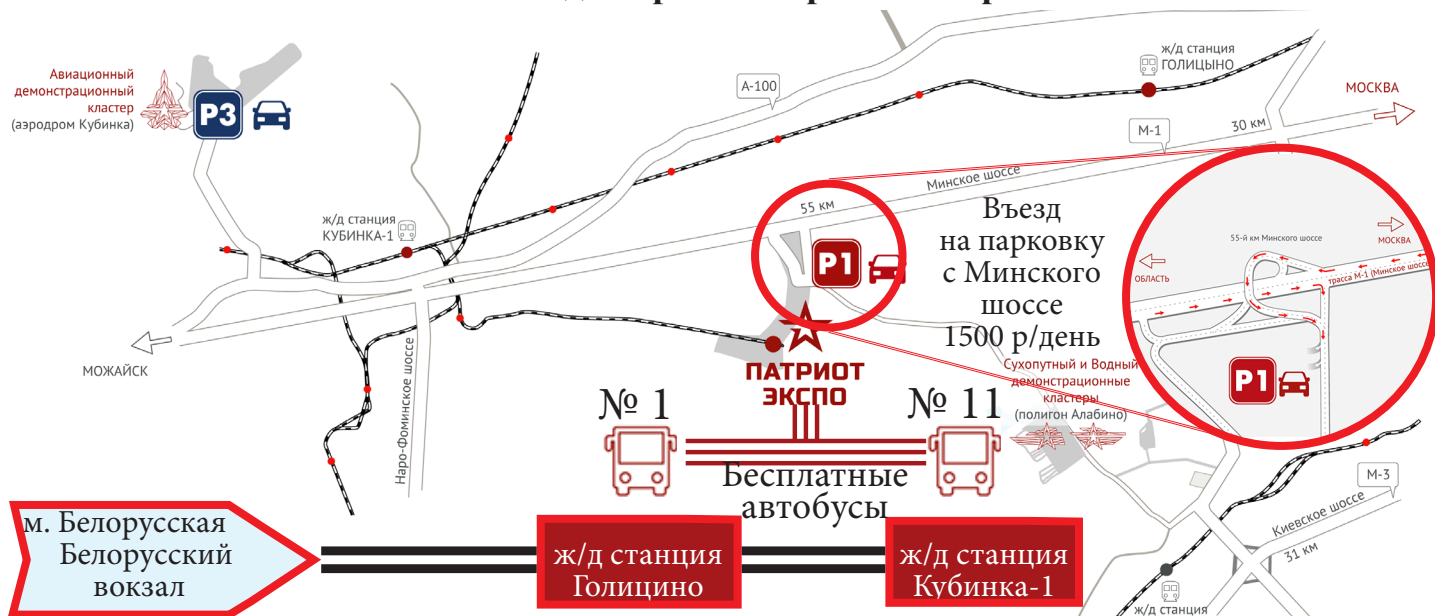 ж/д станция
ГОЛИЦЫНО
Авиационный
демонстрационный
кластер
(аэродром Кубинка)
P3
А-100
МОСКВА
М-1
30 км
Минское шоссе
55 км
ж/д станция
КУБИНКА-1
P1
Въезд
на парковку
с Минского
шоссе
1500 р/день
55-й км Минского шоссе
МОСКВА
ОБЛАСТЬ
трасса М-1 (Минское шоссе
P1
МОЖАЙСК
Наро-Фоминское шоссе
ПАТРИОТ
ЭКСПО
Сухопутный и Водный
демонстрационные
кластеры
(полигон Алабино)
№ 1
№ 11
Бесплатные
автобусы
М-3
Киевское шоссе
31 км
м. Белорусская
Белорусский
вокзал
ж/д станция
Голицино
ж/д станция
Кубинка-1
ж/д станция